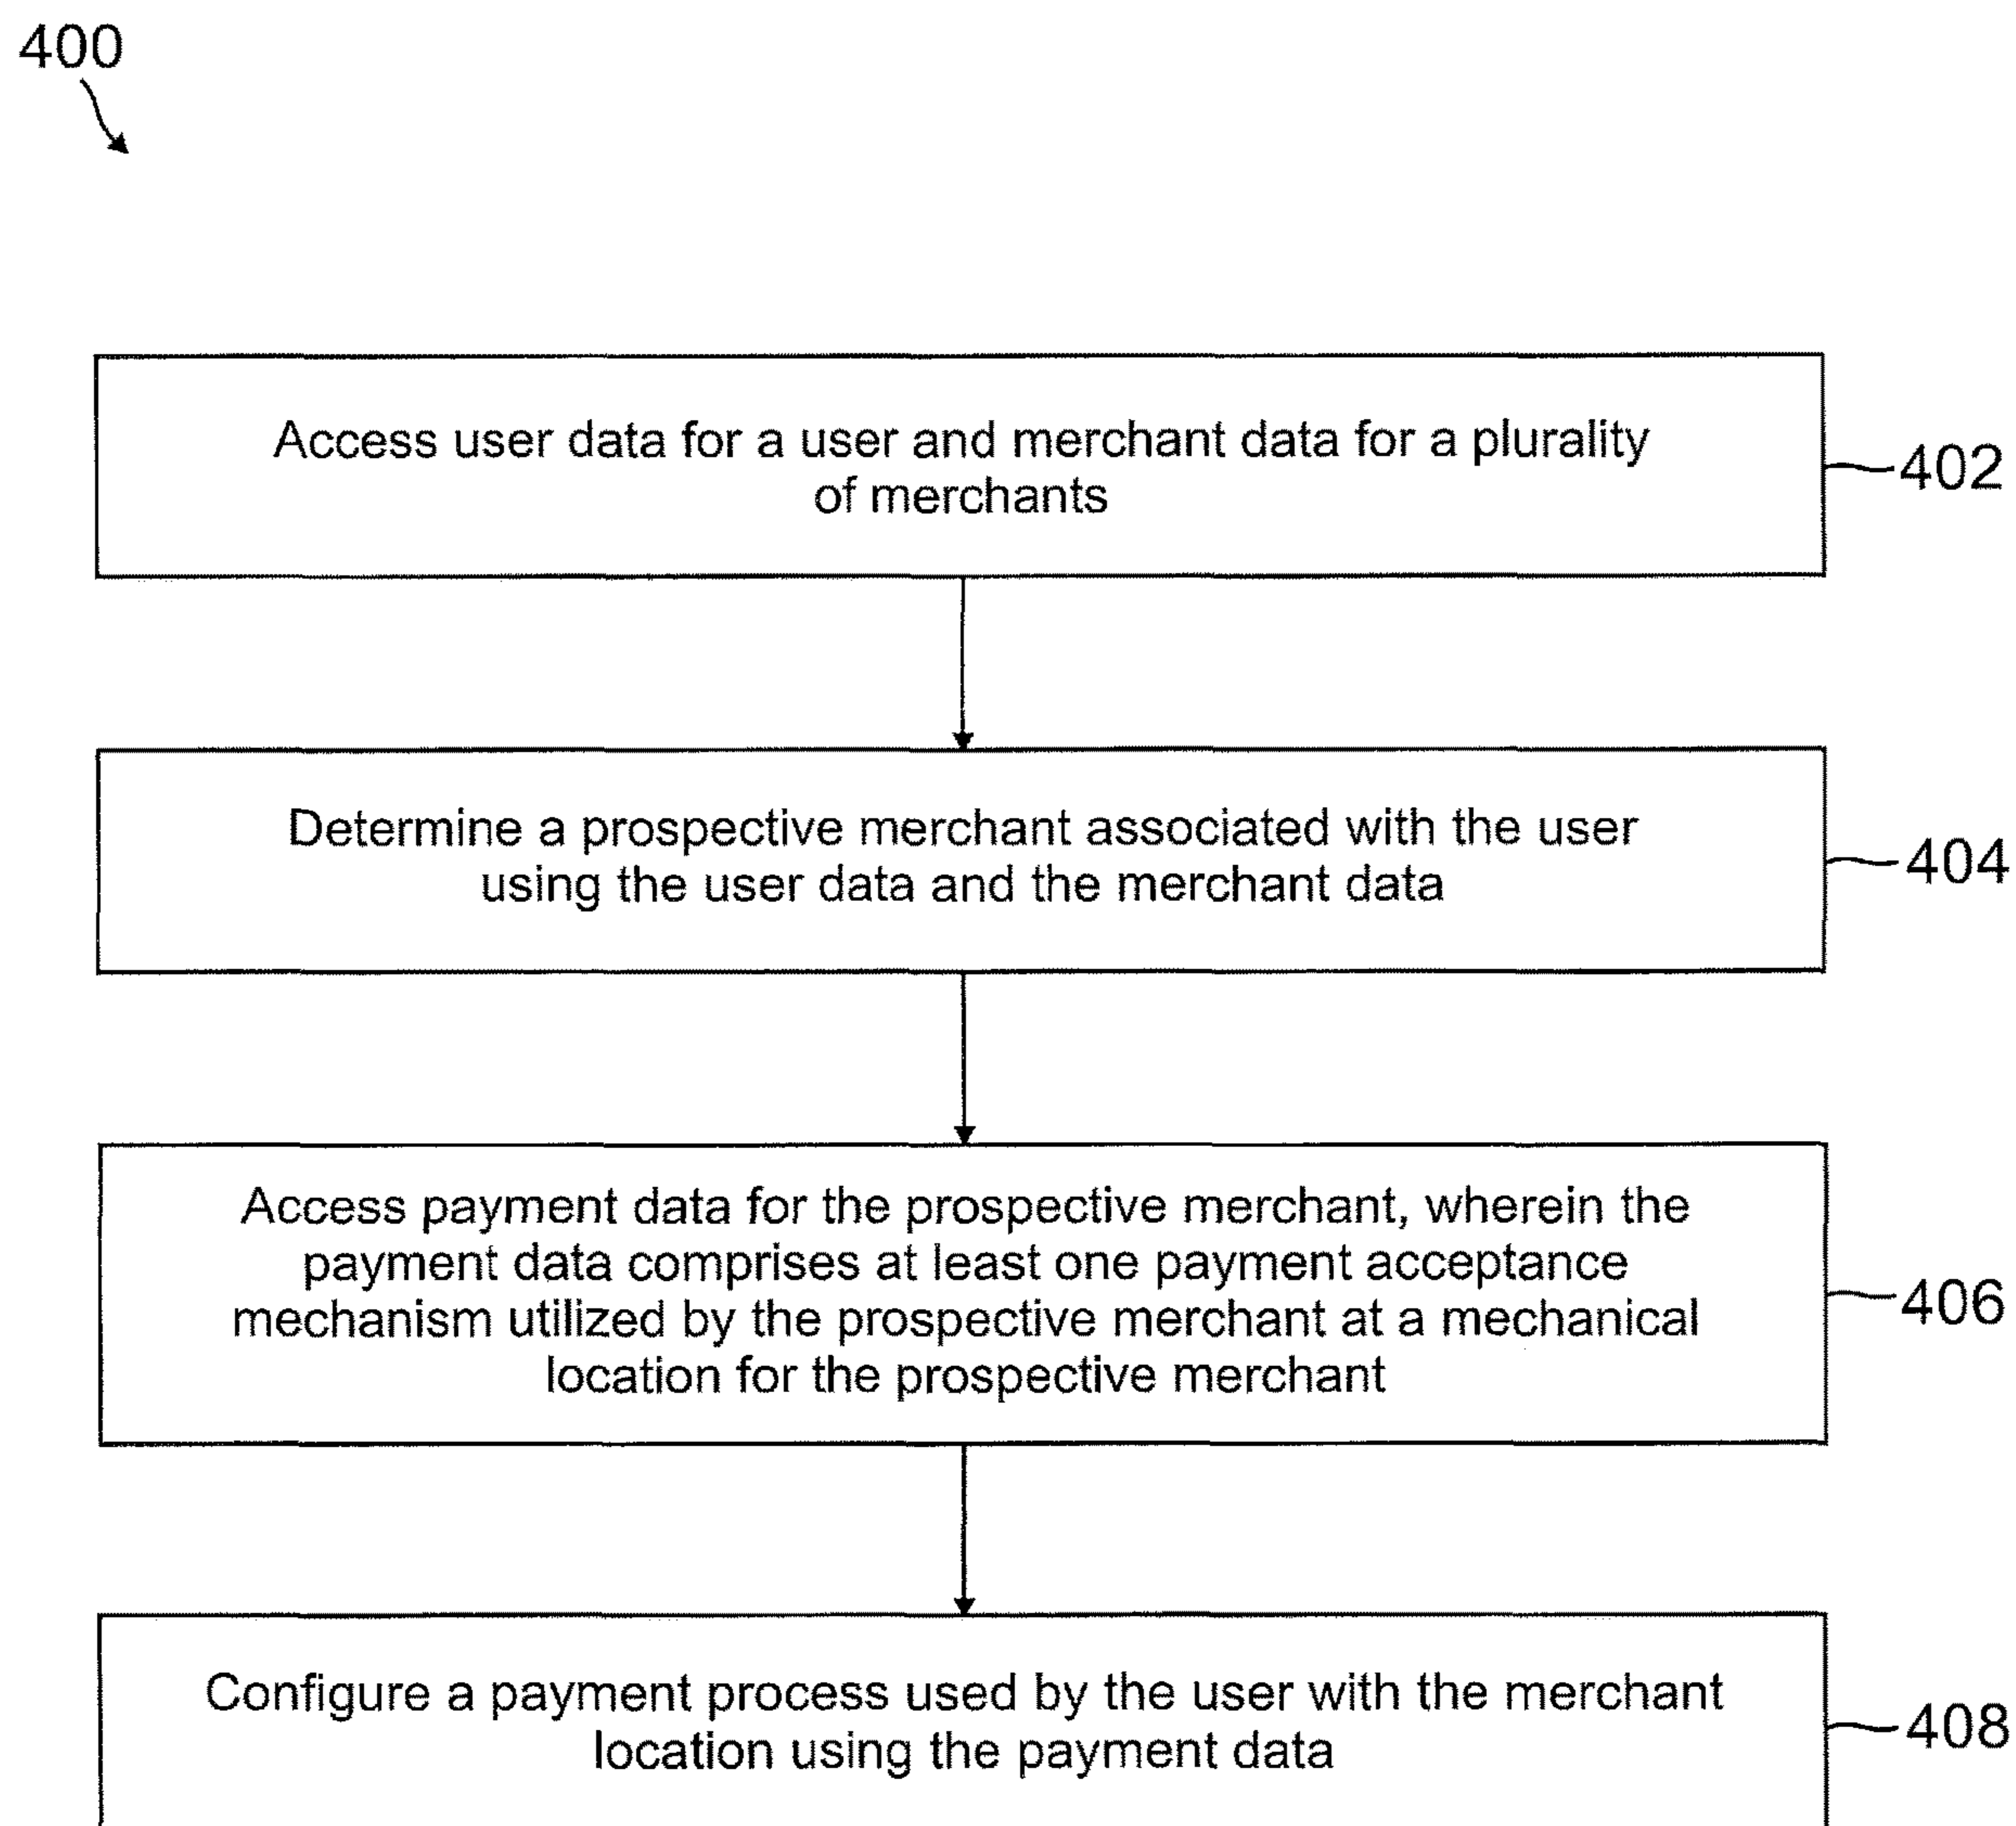 400
Access user data for a user and merchant data for a plurality
of merchants
402
Determine a prospective merchant associated with the user
using the user data and the merchant data
404
Access payment data for the prospective merchant, wherein the
payment data comprises at least one payment acceptance
mechanism utilized by the prospective merchant at a mechanical
location for the prospective merchant
406
Configure a payment process used by the user with the merchant
location using the payment data
408